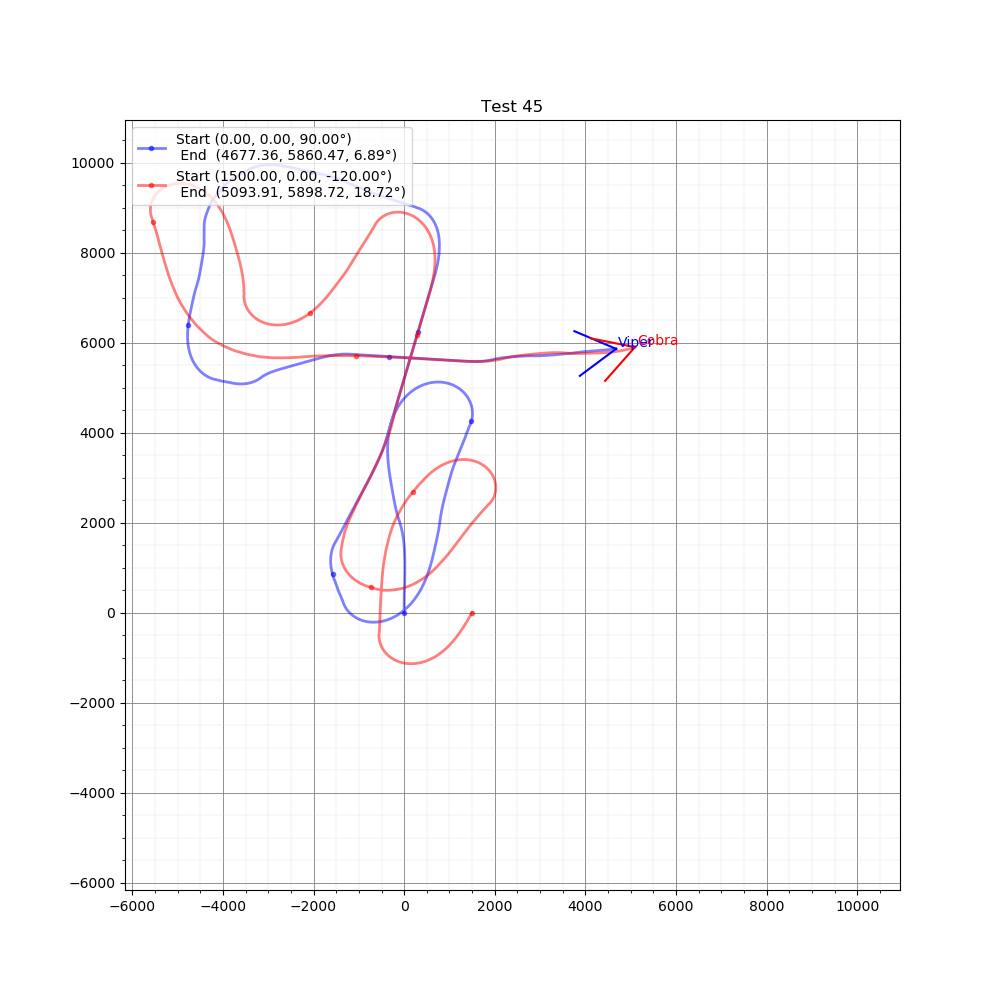 Test 45
Start (0.00, 0.00, 90.00°)
End (4677.36, 5860.47, 6.89°)
Start (1500.00, 0.00, -120.00°)
End (5093.91, 5898.72, 18.72°)
10000
8000
6000
4000
2000
0
−2000
−4000
−6000
Viper
Cobra
−6000 −4000 −2000 0 2000 4000 6000 8000 10000